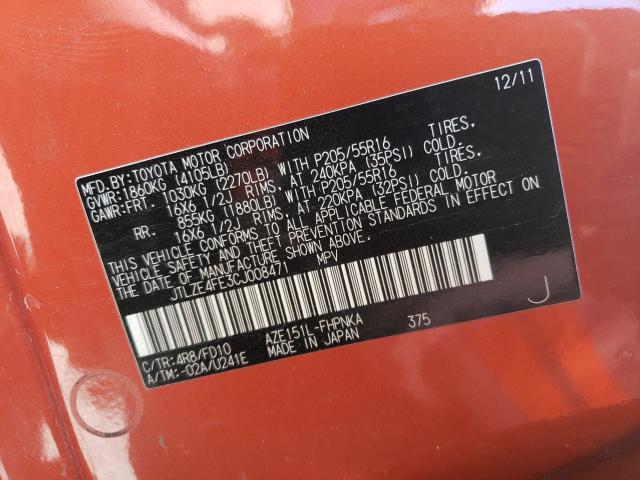 12/11
MFD.BY:TOYOTA MOTOR CORPORATION
GVWR:1860KG(4105LB)
GAWR:FRT. 1030KG (2270LB) WITH P205/55R16 TIRES,
16X6 1/2J RIMS, AT 240KPA (35PSI) COLD.
RR. 855KG (1880LB) WITH P205/55R16 TIRES,
16X6 1/2J RIMS, AT 220KPA (32PSI) COLD.
THIS VEHICLE CONFORMS TO ALL APPLICABLE FEDERAL MOTOR
VEHICLE SAFETY AND THEFT PREVENTION STANDARDS IN EFFECT ON
THE DATE OF MANUFACTURE SHOWN ABOVE.
JTLZE4FE3CJ008471 MPV
J
C/TR:4R8/FD10 AZE151L-FHPNKA 375
A/TM:-02A/U241E MADE IN JAPAN